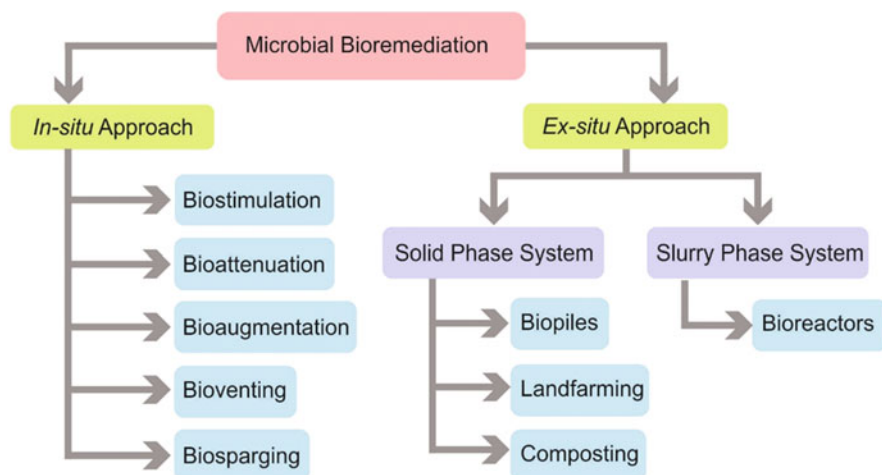 Microbial Bioremediation
In-situ Approach
Ex-situ Approach
Biostimulation
Bioattenuation
Bioaugmentation
Bioventing
Biosparging
Solid Phase System
Slurry Phase System
Biopiles
Landfarming
Composting
Bioreactors